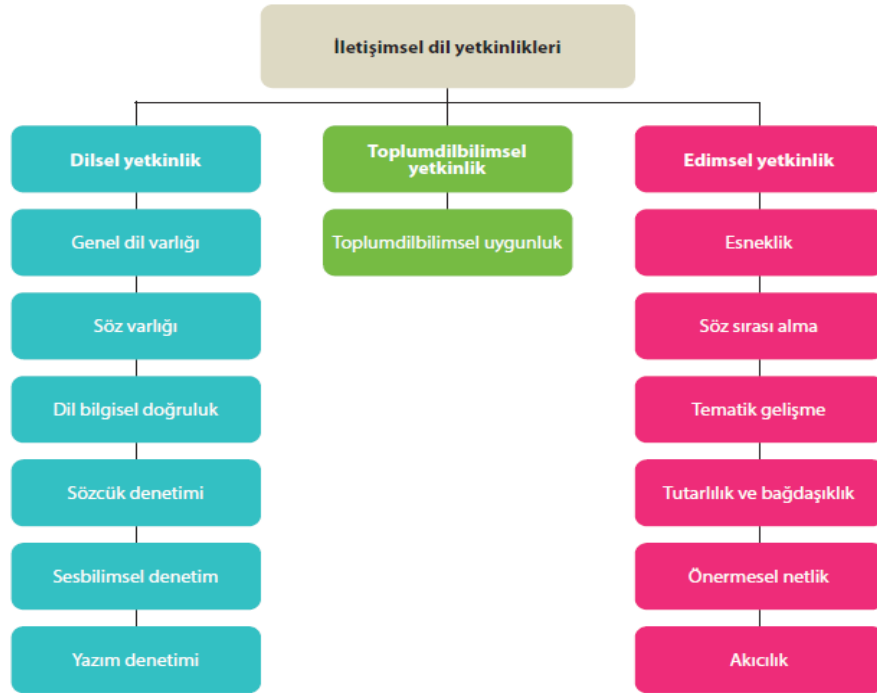 İletişimsel dil yetkinlikleri
Dilsel yetkinlik
Genel dil varlığı
Söz varlığı
Dil bilgisel doğruluk
Sözcük denetimi
Sesbilimsel denetim
Yazım denetimi
Toplumdilbilimsel
yetkinlik
Toplumdilbilimsel uygunluk
Edimsel yetkinlik
Esneklik
Söz sırası alma
Tematik gelişme
Tutarlılık ve bağdaşıklık
Önermesel netlik
Akıcılık